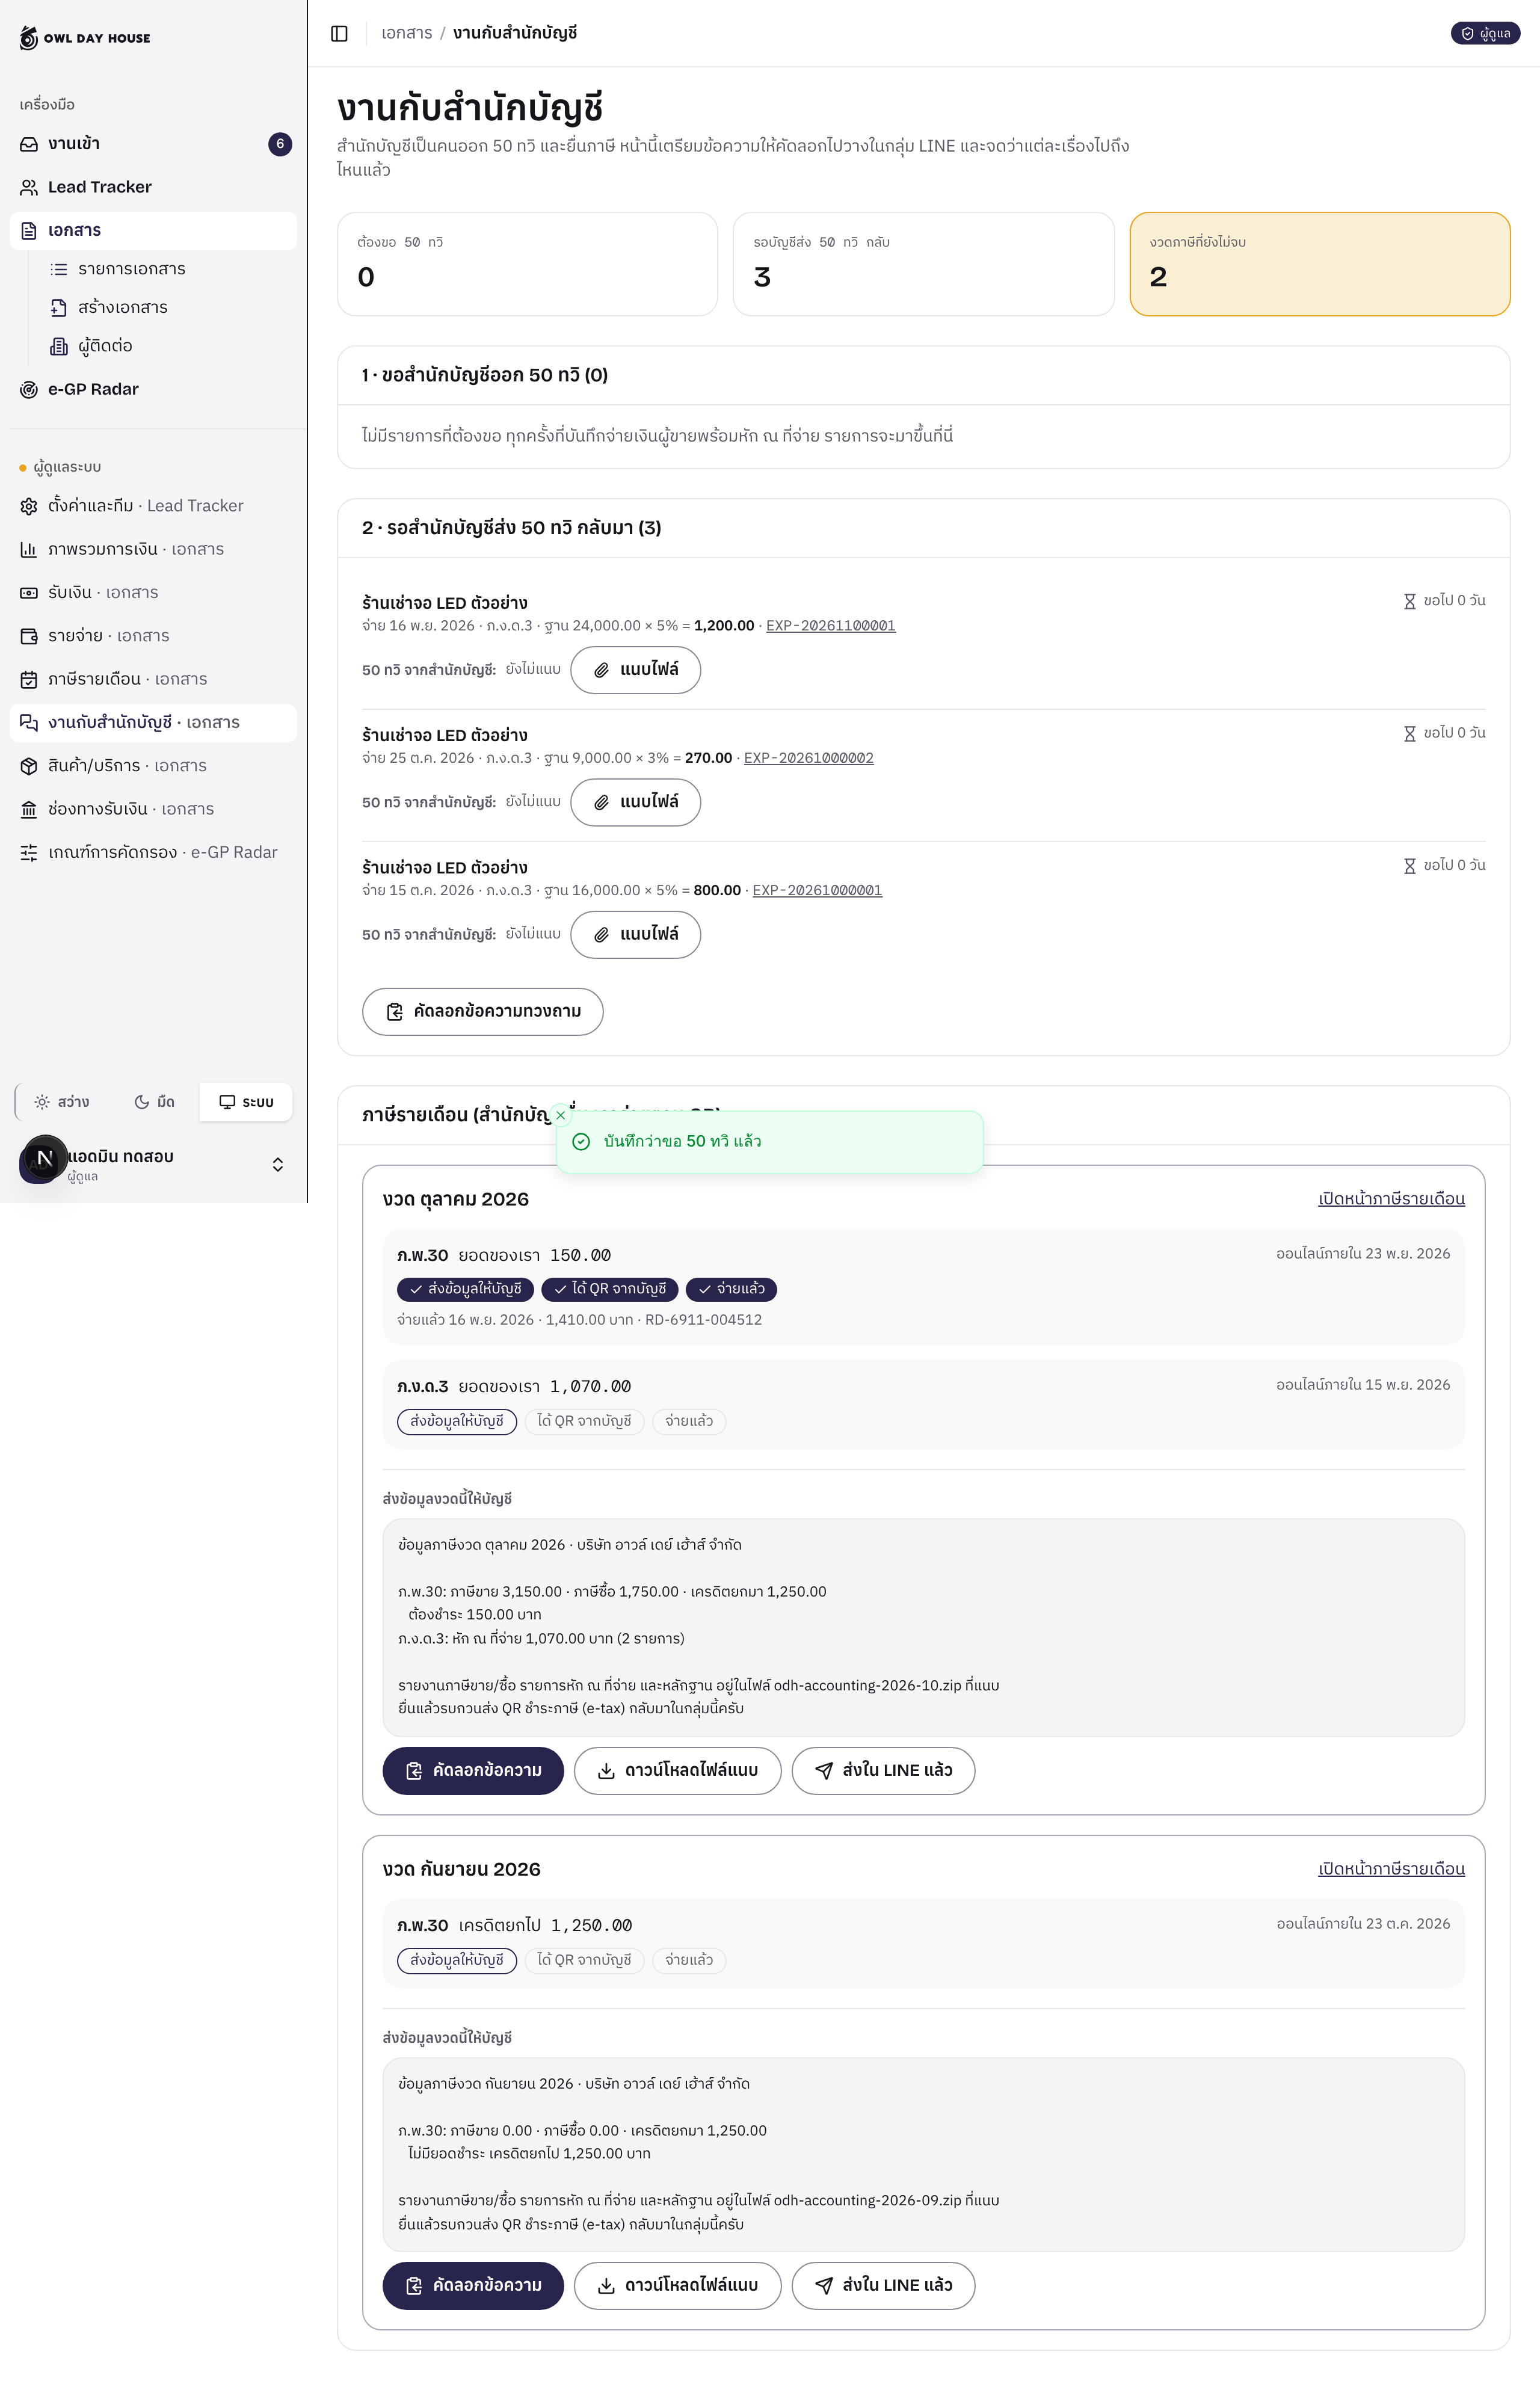 OWL DAY HOUSE
เครื่องมือ
งานเข้า
6
Lead Tracker
เอกสาร
รายการเอกสาร
สร้างเอกสาร
ผู้ติดต่อ
e-GP Radar
ผู้ดูแลระบบ
ตั้งค่าและทีม · Lead Tracker
ภาพรวมการเงิน · เอกสาร
รับเงิน · เอกสาร
รายจ่าย · เอกสาร
ภาษีรายเดือน · เอกสาร
งานกับสำนักบัญชี · เอกสาร
สินค้า/บริการ · เอกสาร
ช่องทางรับเงิน · เอกสาร
เกณฑ์การคัดกรอง · e-GP Radar
สว่าง
มืด
ระบบ
N
แอดมิน ทดสอบ
ผู้ดูแล
เอกสาร / งานกับสำนักบัญชี
ผู้ดูแล
งานกับสำนักบัญชี
สำนักบัญชีเป็นคนออก 50 ทวิ และยื่นภาษี หน้านี้เตรียมข้อความให้คัดลอกไปวางในกลุ่ม LINE และจดว่าแต่ละเรื่องไปถึง
ไหนแล้ว
ต้องขอ 50 ทวิ
0
รอบัญชีส่ง 50 ทวิ กลับ
3
งวดภาษีที่ยังไม่จบ
2
1 · ขอสำนักบัญชีออก 50 ทวิ (0)
ไม่มีรายการที่ต้องขอ ทุกครั้งที่บันทึกจ่ายเงินผู้ขายพร้อมหัก ณ ที่จ่าย รายการจะมาขึ้นที่นี่
2 · รอสำนักบัญชีส่ง 50 ทวิ กลับมา (3)
ร้านเช่าจอ LED ตัวอย่าง
ขอไป 0 วัน
จ่าย 16 พ.ย. 2026 · ภ.ง.ด.3 · ฐาน 24,000.00 × 5% = 1,200.00 · EXP-20261100001
50 ทวิ จากสำนักบัญชี: ยังไม่แนบ
แนบไฟล์
ร้านเช่าจอ LED ตัวอย่าง
ขอไป 0 วัน
จ่าย 25 ต.ค. 2026 · ภ.ง.ด.3 · ฐาน 9,000.00 × 3% = 270.00 · EXP-20261000002
50 ทวิ จากสำนักบัญชี: ยังไม่แนบ
แนบไฟล์
ร้านเช่าจอ LED ตัวอย่าง
ขอไป 0 วัน
จ่าย 15 ต.ค. 2026 · ภ.ง.ด.3 · ฐาน 16,000.00 × 5% = 800.00 · EXP-20261000001
50 ทวิ จากสำนักบัญชี: ยังไม่แนบ
แนบไฟล์
คัดลอกข้อความทวงถาม
ภาษีรายเดือน
บันทึกว่าขอ 50 ทวิ แล้ว
งวด ตุลาคม 2026
เปิดหน้าภาษีรายเดือน
ภ.พ.30 ยอดของเรา 150.00
ออนไลน์ภายใน 23 พ.ย. 2026
ส่งข้อมูลให้บัญชี
ได้ QR จากบัญชี
จ่ายแล้ว
จ่ายแล้ว 16 พ.ย. 2026 · 1,410.00 บาท · RD-6911-004512
ภ.ง.ด.3 ยอดของเรา 1,070.00
ออนไลน์ภายใน 15 พ.ย. 2026
ส่งข้อมูลให้บัญชี
ได้ QR จากบัญชี
จ่ายแล้ว
ส่งข้อมูลงวดนี้ให้บัญชี
ข้อมูลภาษีงวด ตุลาคม 2026 · บริษัท อาวล์ เดย์ เฮ้าส์ จำกัด
ภ.พ.30: ภาษีขาย 3,150.00 · ภาษีซื้อ 1,750.00 · เครดิตยกมา 1,250.00
ต้องชำระ 150.00 บาท
ภ.ง.ด.3: หัก ณ ที่จ่าย 1,070.00 บาท (2 รายการ)
รายงานภาษีขาย/ซื้อ รายการหัก ณ ที่จ่าย และหลักฐาน อยู่ในไฟล์ odh-accounting-2026-10.zip ที่แนบ
ยื่นแล้วรบกวนส่ง QR ชำระภาษี (e-tax) กลับมาในกลุ่มนี้ครับ
คัดลอกข้อความ
ดาวน์โหลดไฟล์แนบ
ส่งใน LINE แล้ว
งวด กันยายน 2026
เปิดหน้าภาษีรายเดือน
ภ.พ.30 เครดิตยกไป 1,250.00
ออนไลน์ภายใน 23 ต.ค. 2026
ส่งข้อมูลให้บัญชี
ได้ QR จากบัญชี
จ่ายแล้ว
ส่งข้อมูลงวดนี้ให้บัญชี
ข้อมูลภาษีงวด กันยายน 2026 · บริษัท อาวล์ เดย์ เฮ้าส์ จำกัด
ภ.พ.30: ภาษีขาย 0.00 · ภาษีซื้อ 0.00 · เครดิตยกมา 1,250.00
ไม่มียอดชำระ เครดิตยกไป 1,250.00 บาท
รายงานภาษีขาย/ซื้อ รายการหัก ณ ที่จ่าย และหลักฐาน อยู่ในไฟล์ odh-accounting-2026-09.zip ที่แนบ
ยื่นแล้วรบกวนส่ง QR ชำระภาษี (e-tax) กลับมาในกลุ่มนี้ครับ
คัดลอกข้อความ
ดาวน์โหลดไฟล์แนบ
ส่งใน LINE แล้ว